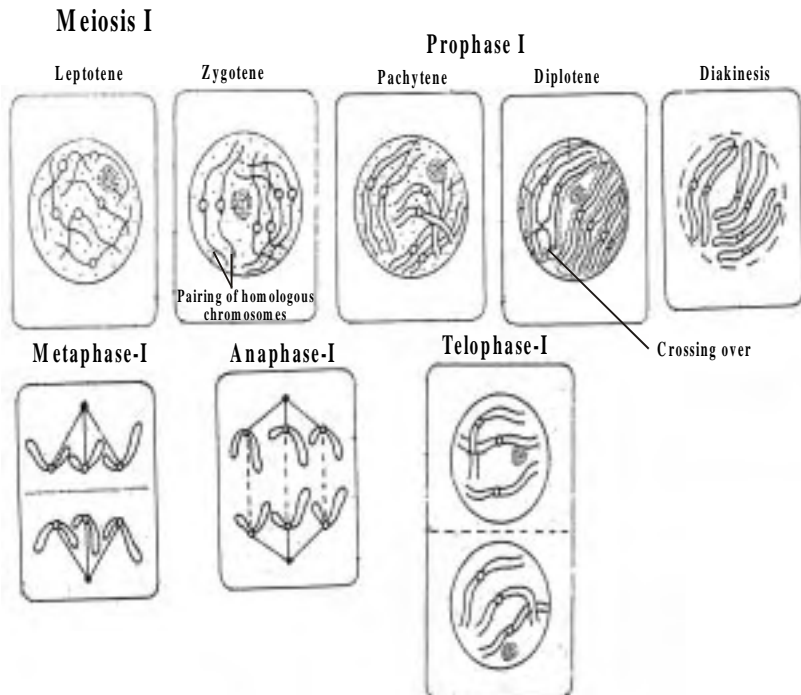 Meiosis I
Prophase I
Leptotene
Zygotene
Pachytene
Diplotene
Diakinesis
Pairing of homologous
chromosomes
Crossing over
Metaphase-I
Anaphase-I
Telophase-I